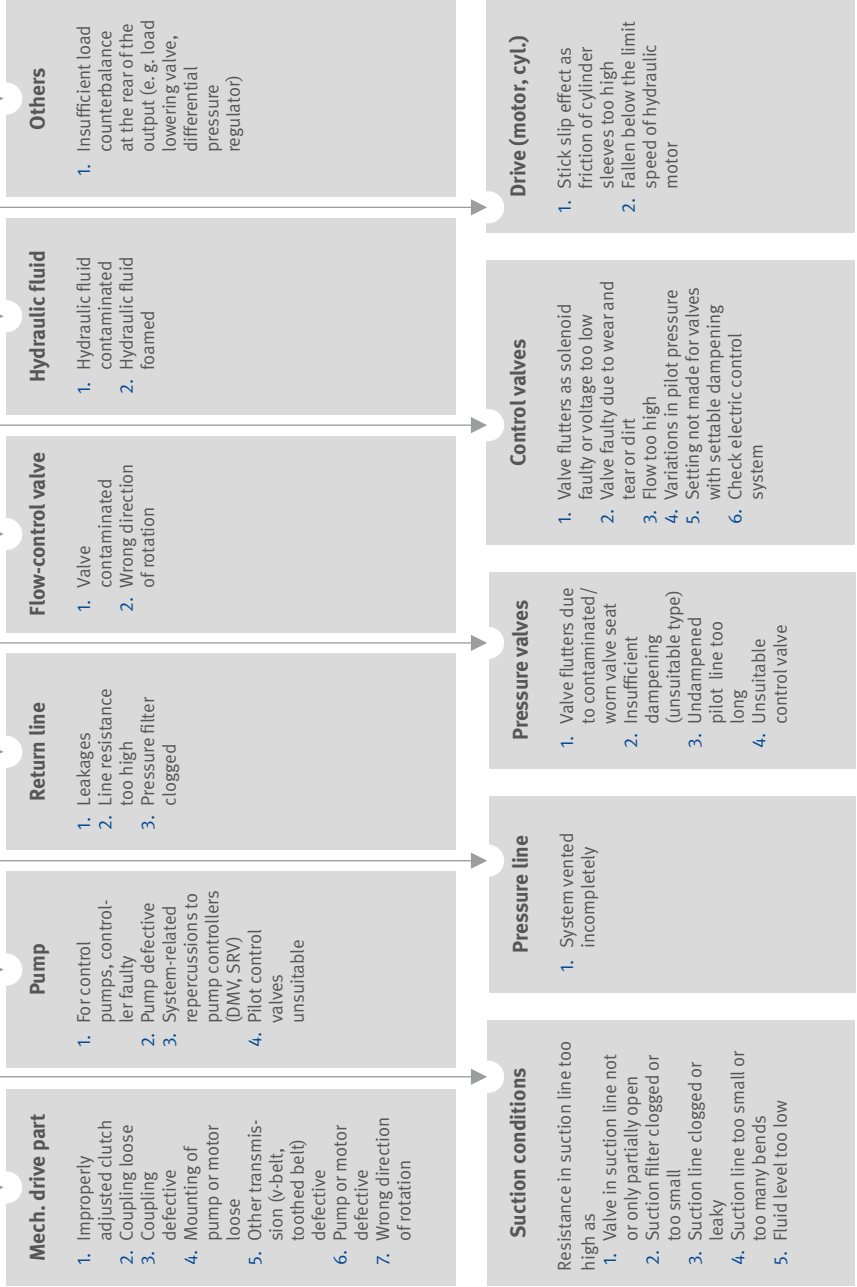 Mech. drive part
1. Improperly
adjusted clutch
2. Coupling loose
3. Coupling
defective
4. Mounting of
pump or motor
loose
5. Other transmis-
sion (v-belt,
toothed belt)
defective
6. Pump or motor
defective
7. Wrong direction
of rotation
Pump
1. For control
pumps, control-
ler faulty
2. Pump defective
3. System-related
repercussions to
pump controllers
(DMV, SRV)
4. Pilot control
valves
unsuitable
Return line
1. Leakages
2. Line resistance
too high
3. Pressure filter
clogged
Flow-control valve
1. Valve
contaminated
2. Wrong direction
of rotation
Hydraulic fluid
1. Hydraulic fluid
contaminated
2. Hydraulic fluid
foamed
Others
1. Insufficient load
counterbalance
at the rear of the
output (e. g. load
lowering valve,
differential
pressure
regulator)
Suction conditions
Resistance in suction line too
high as
1. Valve in suction line not
or only partially open
2. Suction filter clogged or
too small
3. Suction line clogged or
leaky
4. Suction line too small or
too many bends
5. Fluid level too low
Pressure line
1. System vented
incompletely
Pressure valves
1. Valve flutters due
to contaminated/
worn valve seat
2. Insufficient
dampening
(unsuitable type)
3. Undampened
pilot line too
long
4. Unsuitable
control valve
Control valves
1. Valve flutters as solenoid
faulty or voltage too low
2. Valve faulty due to wear and
tear or dirt
3. Flow too high
4. Variations in pilot pressure
5. Setting not made for valves
with settable dampening
6. Check electric control
system
Drive (motor, cyl.)
1. Stick slip effect as
friction of cylinder
sleeves too high
2. Fallen below the limit
speed of hydraulic
motor